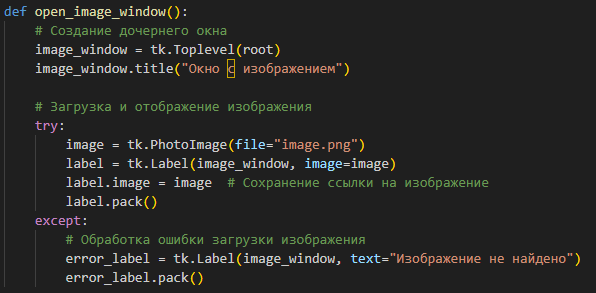 def open_image_window():
    # Создание дочернего окна
    image_window = tk.Toplevel(root)
    image_window.title("Окно с изображением")

    # Загрузка и отображение изображения
    try:
        image = tk.PhotoImage(file="image.png")
        label = tk.Label(image_window, image=image)
        label.image = image  # Сохранение ссылки на изображение
        label.pack()
    except:
        # Обработка ошибки загрузки изображения
        error_label = tk.Label(image_window, text="Изображение не найдено")
        error_label.pack()